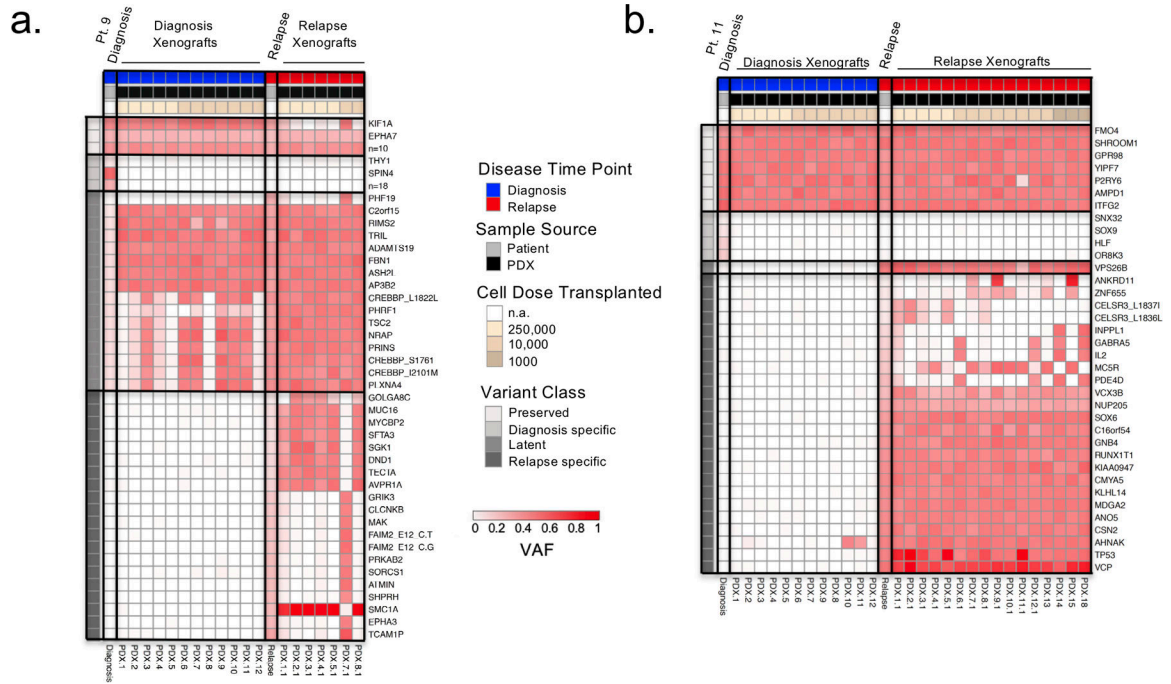 a.
Pt. 9
Diagnosis
Diagnosis
Xenografts
Relapse
Relapse
Xenografts
KIF1A
EPHA7
n=10
THY1
SPIN4
n=18
PHF19
C2orf15
RIMS2
TRIL
ADAMTS19
FBN1
ASH2L
AP3B2
CREBBP_L1822L
PHRF1
TSC2
NRAP
PRINS
CREBBP_S1761
CREBBP_I2101M
PLXNA4
GOLGA8C
MUC16
MYCBP2
SFTA3
SGK1
DND1
TECTA
AVPR1A
GRIK3
CLCNKB
MAK
FAIM2_E12_C.T
FAIM2_E12_C.G
PRKAB2
SORCS1
ATMIN
SHPRH
SMC1A
EPHA3
TCAM1P
Diagnosis
PDX.1
PDX.2
PDX.3
PDX.4
PDX.5
PDX.6
PDX.7
PDX.8
PDX.9
PDX.10
PDX.11
PDX.12
Relapse
PDX.1.1
PDX.2.1
PDX.3.1
PDX.4.1
PDX.5.1
PDX.7.1
PDX.8.1
Disease Time Point
Diagnosis
Relapse
Sample Source
Patient
PDX
Cell Dose Transplanted
n.a.
250,000
10,000
1000
Variant Class
Preserved
Diagnosis specific
Latent
Relapse specific
0 0.2 0.4 0.6 0.8 1
VAF
b.
Pt. 11
Diagnosis
Diagnosis Xenografts
Relapse
Relapse Xenografts
FMO4
SHROOM1
GPR98
YIPF7
P2RY6
AMPD1
ITFG2
SNX32
SOX9
HLF
OR8K3
VPS26B
ANKRD11
ZNF655
CELSR3_L1837I
CELSR3_L1836L
INPPL1
GABRA5
IL2
MC5R
PDE4D
VCX3B
NUP205
SOX6
C16orf54
GNB4
RUNX1T1
KIAA0947
CMYA5
KLHL14
MDGA2
ANO5
CSN2
AHNAK
TP53
VCP
Diagnosis
PDX.1
PDX.2
PDX.3
PDX.4
PDX.5
PDX.6
PDX.7
PDX.9
PDX.8
PDX.10
PDX.11
PDX.12
Relapse
PDX.1.1
PDX.2.1
PDX.3.1
PDX.4.1
PDX.5.1
PDX.6.1
PDX.7.1
PDX.8.1
PDX.9.1
PDX.10.1
PDX.11.1
PDX.12.1
PDX.13
PDX.14
PDX.15
PDX.18